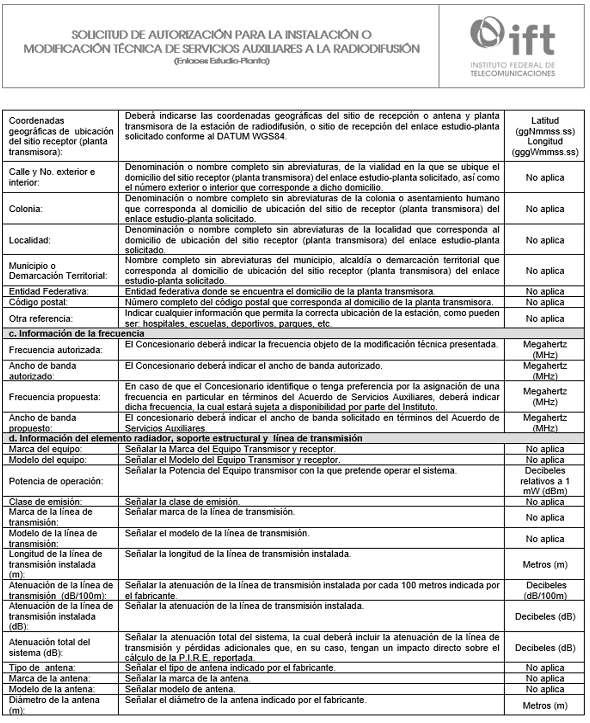 SOLICITUD DE AUTORIZACIÓN PARA LA INSTALACIÓN O
MODIFICACIÓN TÉCNICA DE SERVICIOS AUXILIARES A LA RADIODIFUSIÓN
(Enlaces Estudio-Planta)
ift
INSTITUTO FEDERAL DE
TELECOMUNICACIONES
Coordenadas
geográficas de ubicación
del sitio receptor (planta
transmisora):
Deberá indicarse las coordenadas geográficas del sitio de recepción o antena y planta
transmisora de la estación de radiodifusión, o sitio de recepción del enlace estudio-planta
solicitado conforme al DATUM WGS84.
Latitud
(ggNmmss.ss)
Longitud
(gggWmmss.ss)
Calle y No. exterior e
interior:
Denominación o nombre completo sin abreviaturas, de la vialidad en la que se ubique el
domicilio del sitio receptor (planta transmisora) del enlace estudio-planta solicitado, así como
el número exterior o interior que corresponde a dicho domicilio.
No aplica
Colonia:
Denominación o nombre completo sin abreviaturas de la colonia o asentamiento humano
que corresponda al domicilio de ubicación del sitio de receptor (planta transmisora) del
enlace estudio-planta solicitado.
No aplica
Localidad:
Denominación o nombre completo sin abreviaturas de la localidad que corresponda al
domicilio de ubicación del sitio receptor (planta transmisora) del enlace estudio-planta
solicitado.
No aplica
Municipio o
Demarcación Territorial:
Nombre completo sin abreviaturas del municipio, alcaldía o demarcación territorial que
corresponda al domicilio de ubicación del sitio receptor (planta transmisora) del enlace
estudio-planta solicitado.
No aplica
Entidad Federativa:
Entidad federativa donde se encuentra el domicilio de la planta transmisora.
No aplica
Código postal:
Número completo del código postal que corresponda al domicilio de la planta transmisora.
No aplica
Otra referencia:
Indicar cualquier información que permita la correcta ubicación de la estación, como pueden
ser: hospitales, escuelas, deportivos, parques, etc.
No aplica
c. Información de la frecuencia
Frecuencia autorizada:
El Concesionario deberá indicar la frecuencia objeto de la modificación técnica presentada.
Megahertz
(MHz)
Ancho de banda
autorizado:
El Concesionario deberá indicar el ancho de banda autorizado.
Megahertz
(MHz)
Frecuencia propuesta:
En caso de que el Concesionario identifique o tenga preferencia por la asignación de una
frecuencia en particular en términos del Acuerdo de Servicios Auxiliares, deberá indicar
dicha frecuencia, la cual estará sujeta a disponibilidad por parte del Instituto.
Megahertz
(MHz)
Ancho de banda
propuesto:
El concesionario deberá indicar el ancho de banda solicitado en términos del Acuerdo de
Servicios Auxiliares.
Megahertz
(MHz)
d. Información del elemento radiador, soporte estructural y línea de transmisión
Marca del equipo:
Señalar la Marca del Equipo Transmisor y receptor.
No aplica
Modelo del equipo:
Señalar el Modelo del Equipo Transmisor y receptor.
No aplica
Potencia de operación:
Señalar la Potencia del Equipo transmisor con la que pretende operar el sistema.
Decibeles
relativos a 1
mW (dBm)
Clase de emisión:
Señalar la clase de emisión.
No aplica
Marca de la línea de
transmisión:
Señalar marca de la línea de transmisión.
No aplica
Modelo de la línea de
transmisión:
Señalar el modelo de la línea de transmisión.
No aplica
Longitud de la línea de
transmisión instalada
(m):
Señalar la longitud de la línea de transmisión instalada.
Metros (m)
Atenuación de la línea de
transmisión (dB/100m):
Señalar la atenuación de la línea de transmisión instalada por cada 100 metros indicada por
el fabricante.
Decibeles
(dB/100m)
Atenuación de la línea de
transmisión instalada
(dB):
Señalar la atenuación de la línea de transmisión instalada.
Decibeles (dB)
Atenuación total del
sistema (dB):
Señalar la atenuación total del sistema, la cual deberá incluir la atenuación de la línea de
transmisión y pérdidas adicionales que, en su caso, tengan un impacto directo sobre el
cálculo de la P.I.R.E. reportada.
Decibeles (dB)
Tipo de antena:
Señalar el tipo de antena indicado por el fabricante.
No aplica
Marca de la antena:
Señalar la marca de la antena.
No aplica
Modelo de la antena:
Señalar modelo de antena.
No aplica
Diámetro de la antena
(m):
Señalar el diámetro de la antena indicado por el fabricante.
Metros (m)